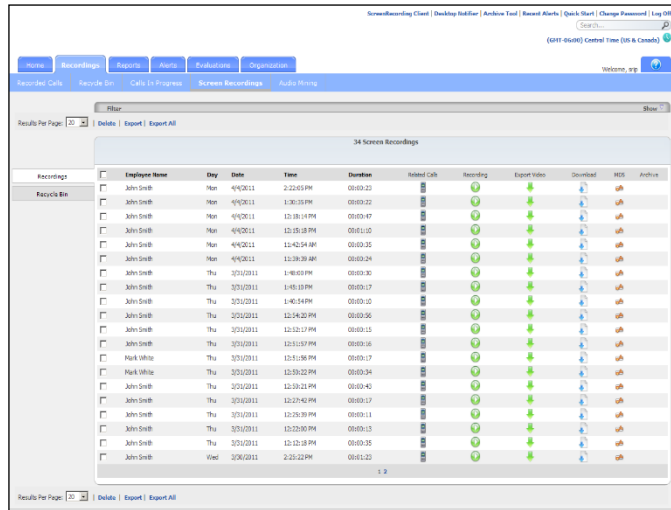 ScreenRecording Client | Desktop Notifier | Archive Tool | Recent Alerts | Quick Start | Change Password | Log Off
Search...
(GMT-06:00) Central Time (US & Canada)
Home Recordings Reports Alerts Evaluations Organization
Welcome, srip
Recorded Calls Recycle Bin Calls In Progress Screen Recordings Audio Mining
Filter Show
Results Per Page: 20 | Delete | Export | Export All
34 Screen Recordings
Recordings
Recycle Bin
Employee Name Day Date Time Duration Related Calls Recording Export Video Download MD5 Archive
John Smith Mon 4/4/2011 2:22:05 PM 00:00:23
John Smith Mon 4/4/2011 1:30:35 PM 00:00:22
John Smith Mon 4/4/2011 12:18:14 PM 00:00:47
John Smith Mon 4/4/2011 12:15:18 PM 00:01:10
John Smith Mon 4/4/2011 11:42:54 AM 00:00:35
John Smith Mon 4/4/2011 11:39:39 AM 00:00:24
John Smith Thu 3/31/2011 1:48:09 PM 00:00:30
John Smith Thu 3/31/2011 1:45:10 PM 00:00:17
John Smith Thu 3/31/2011 1:40:54 PM 00:00:10
John Smith Thu 3/31/2011 12:54:20 PM 00:00:56
John Smith Thu 3/31/2011 12:52:17 PM 00:00:15
John Smith Thu 3/31/2011 12:51:57 PM 00:00:16
Mark White Thu 3/31/2011 12:51:56 PM 00:00:17
Mark White Thu 3/31/2011 12:50:22 PM 00:00:34
John Smith Thu 3/31/2011 12:50:21 PM 00:00:43
John Smith Thu 3/31/2011 12:27:42 PM 00:00:17
John Smith Thu 3/31/2011 12:25:39 PM 00:00:11
John Smith Thu 3/31/2011 12:22:00 PM 00:00:13
John Smith Thu 3/31/2011 12:12:18 PM 00:00:35
John Smith Wed 3/30/2011 2:25:22 PM 00:01:23
1 2
Results Per Page: 20 | Delete | Export | Export All